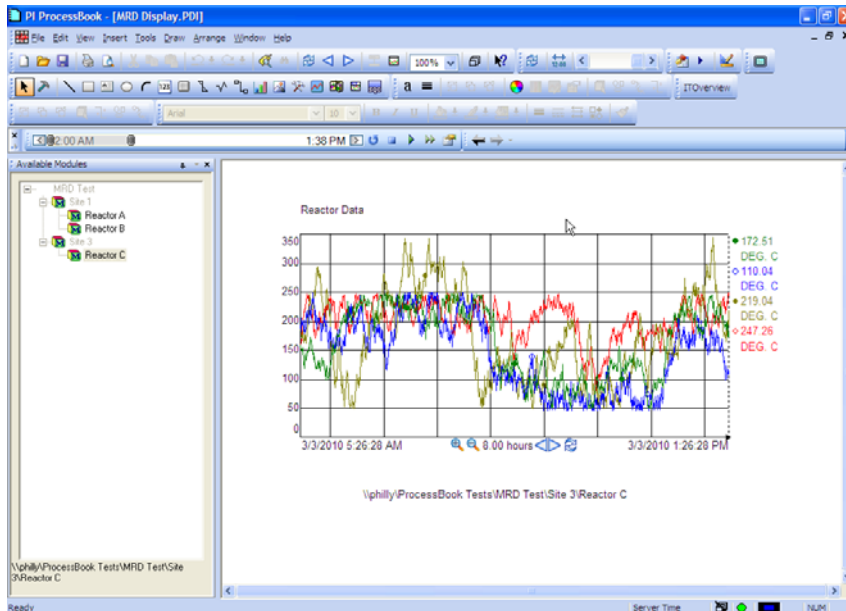 PI ProcessBook - [MRD Display.PDI]
File Edit View Insert Tools Draw Arrange Window Help
100%
123
a
ITOverview
Arial
10
2:00 AM
1:38 PM
Available Modules
MRD Test
Site 1
Reactor A
Reactor B
Site 3
Reactor C
Reactor Data
350
300
250
200
150
100
50
0
172.51
DEG. C
110.04
DEG. C
219.04
DEG. C
247.26
DEG. C
3/3/2010 5:26:28 AM
8.00 hours
3/3/2010 1:26:28 PM
\\philly\ProcessBook Tests\MRD Test\Site 3\Reactor C
\\philly\ProcessBook Tests\MRD Test\Site
3\Reactor C
Ready
Server Time
NUM